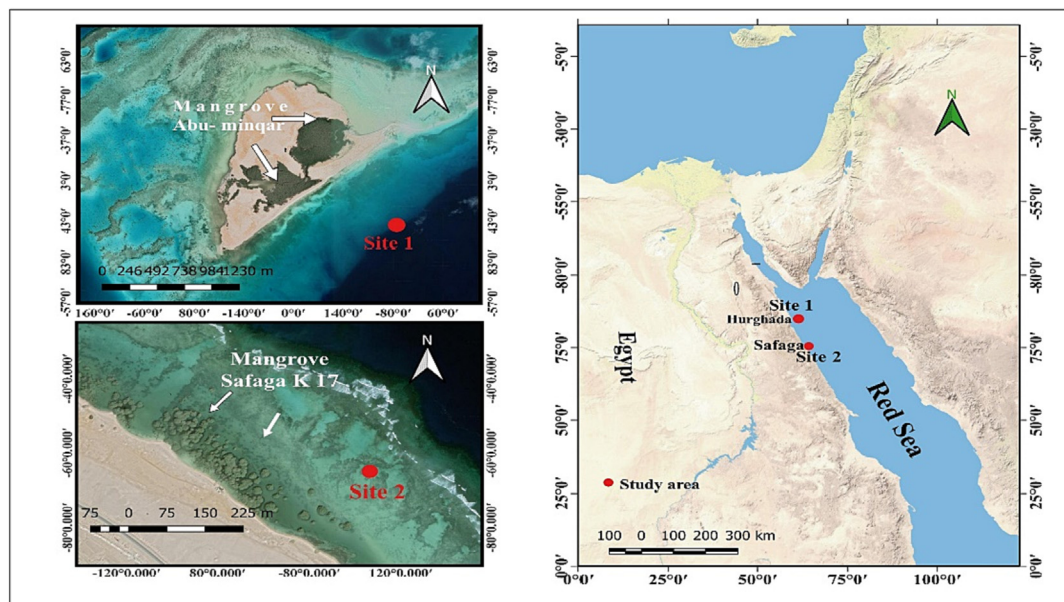 63°0'
-77°0'
-37°0'
3°0'
43°0'
83°0'
-57°0'
N
Mangrove
Abu- minqar
Site 1
0 246 492 738 984 1230 m
63°0'
-77°0'
-37°0'
3°0'
43°0'
83°0'
-57°0'
160°0' -60°0' 80°0' -140°0' 0°0' 140°0' -80°0' 60°0'
-40°0.000'
-60°0.000'
-80°0.000'
N
Mangrove
Safaga K 17
Site 2
75 0 75 150 225 m
-40°0.000'
-60°0.000'
-80°0.000'
-120°0.000' 80°0.000' -80°0.000' 120°0.000'
-5°0'
-30°0'
-55°0'
-80°0'
75°0'
50°0'
25°0'
0°0'
N
Site 1
Hurghada
Safaga
Site 2
Egypt
Red Sea
Study area
100 0 100 200 300 km
-5°0'
-30°0'
-55°0'
-80°0'
75°0'
50°0'
25°0'
0°0'
0°0' 25°0' 50°0' 75°0' 100°0'